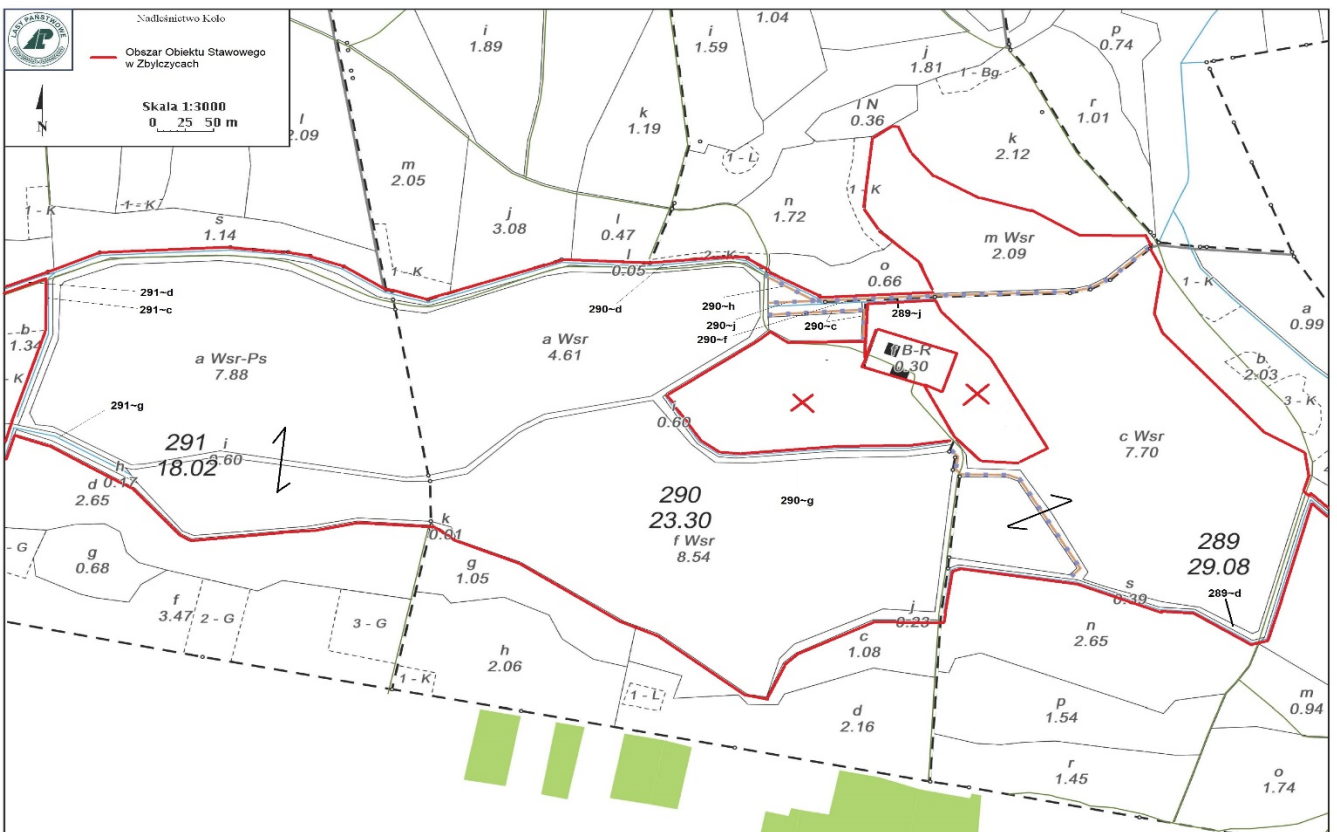 LASY PAŃSTWOWE
Nadleśnictwo Koło
Obszar Obiektu Stawowego
w Zbylczycach
Skala 1:3000
0 25 50 m
N
i
1.89
i
1.59
1.04
p
0.74
j
1.81
1 - Bg
l
2.09
k
1.19
l N
0.36
r
1.01
m
2.05
k
2.12
1 - L
1 - K
1 - K
s
1.14
j
3.08
l
0.47
n
1.72
1 - K
m Wsr
2.09
1 - K
l
0.05
2 - K
o
0.66
1 - K
291~d
291~c
290~d
290~h
290~j
290~f
290~c
289~j
a
0.99
b
1.34
a Wsr-Ps
7.88
a Wsr
4.61
B-R
0.30
b
2.03
- K
3 - K
291~g
i
0.60
c Wsr
7.70
291
18.02
i
0.60
h
0.17
d
2.65
290
23.30
f Wsr
8.54
290~g
k
0.01
289
29.08
- G
g
0.68
g
1.05
s
0.39
289~d
f
3.47
2 - G
3 - G
j
0.23
c
1.08
n
2.65
h
2.06
1 - K
1 - L
d
2.16
p
1.54
m
0.94
r
1.45
o
1.74